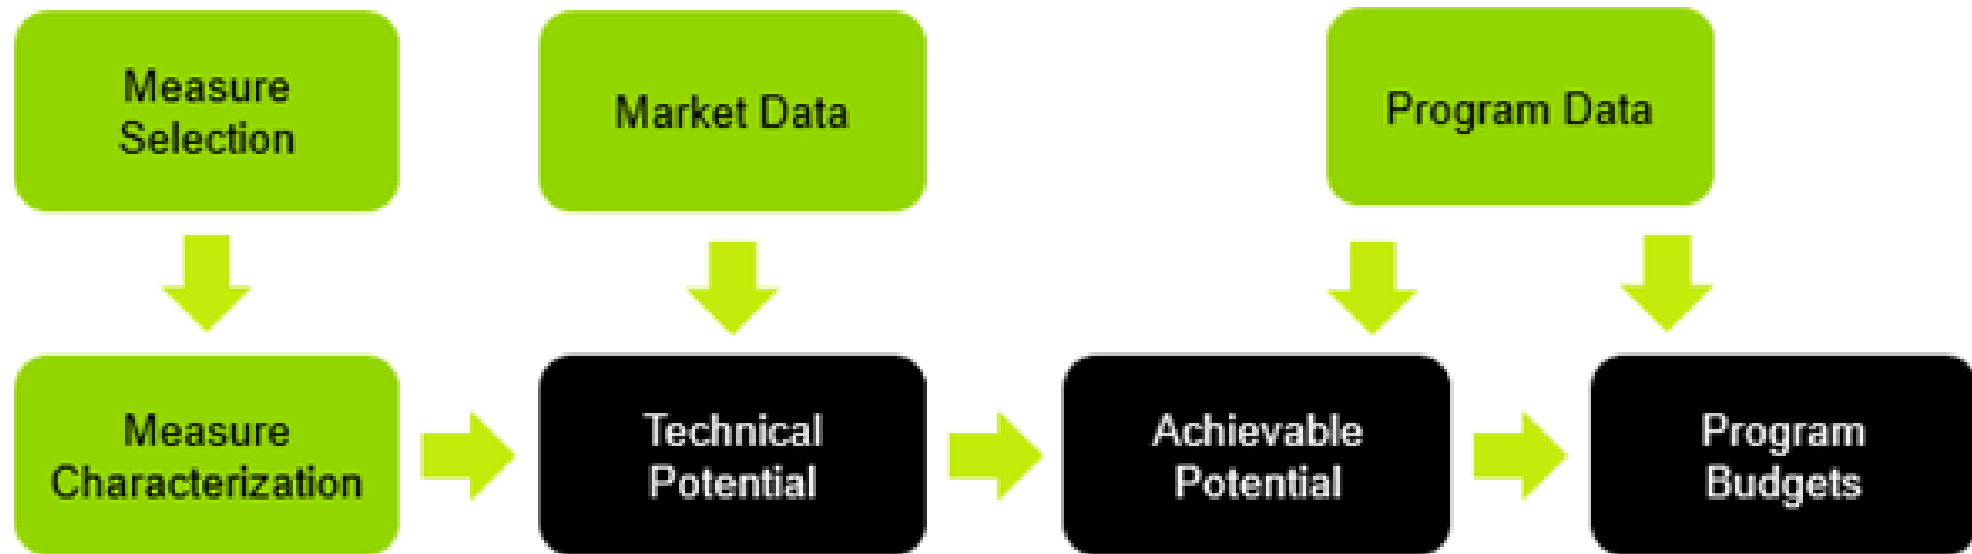 Measure
Selection
Market Data
Program Data
Measure
Characterization
Technical
Potential
Achievable
Potential
Program
Budgets